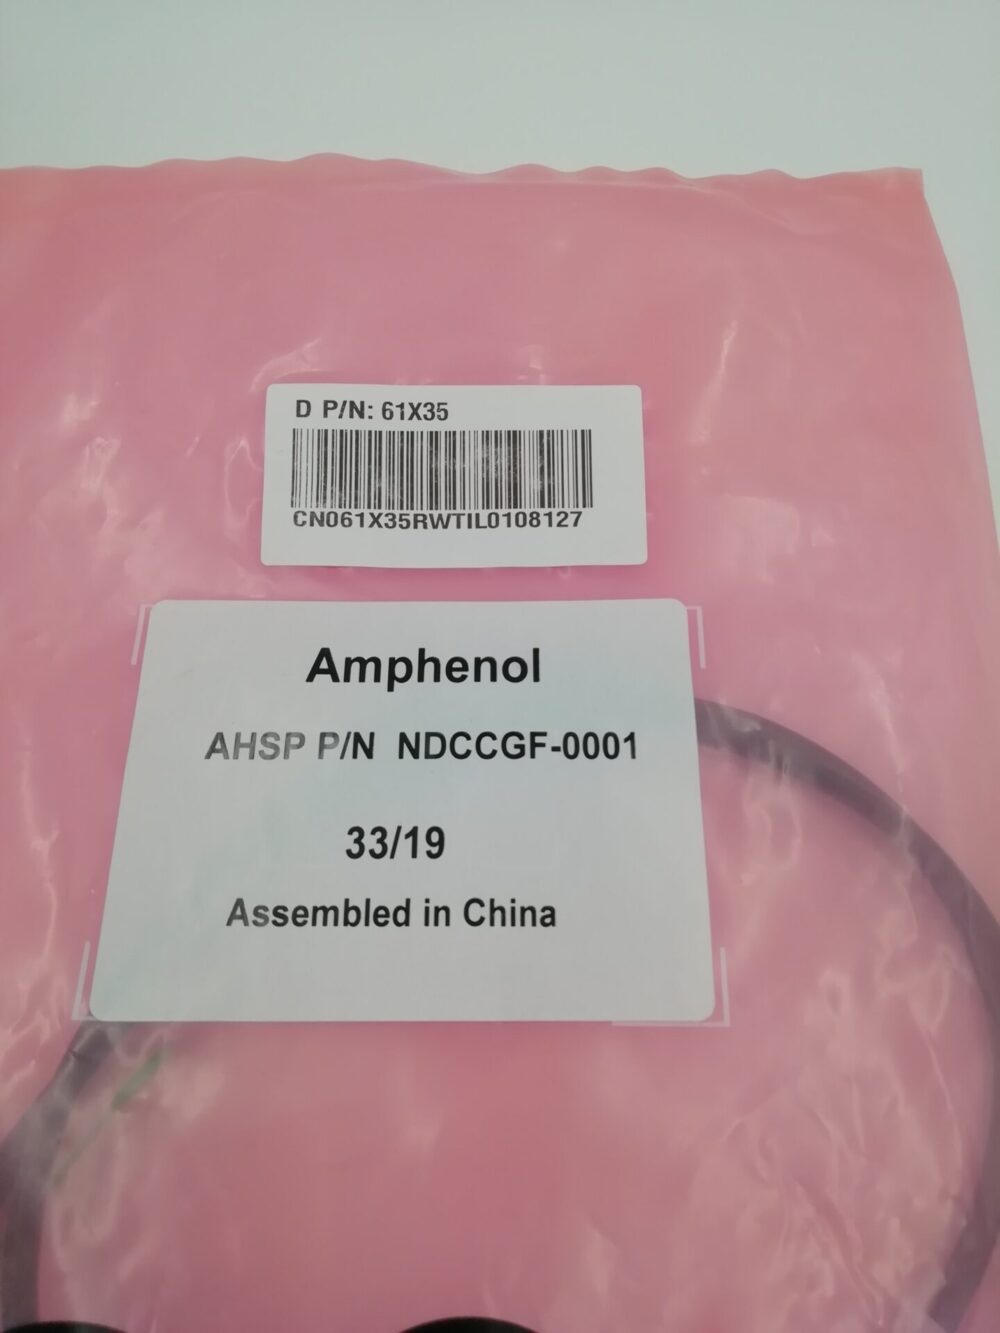 D P/N: 61X35
CN061X35RWTIL0108127
Amphenol
AHSP P/N NDCCGF-0001
33/19
Assembled in China